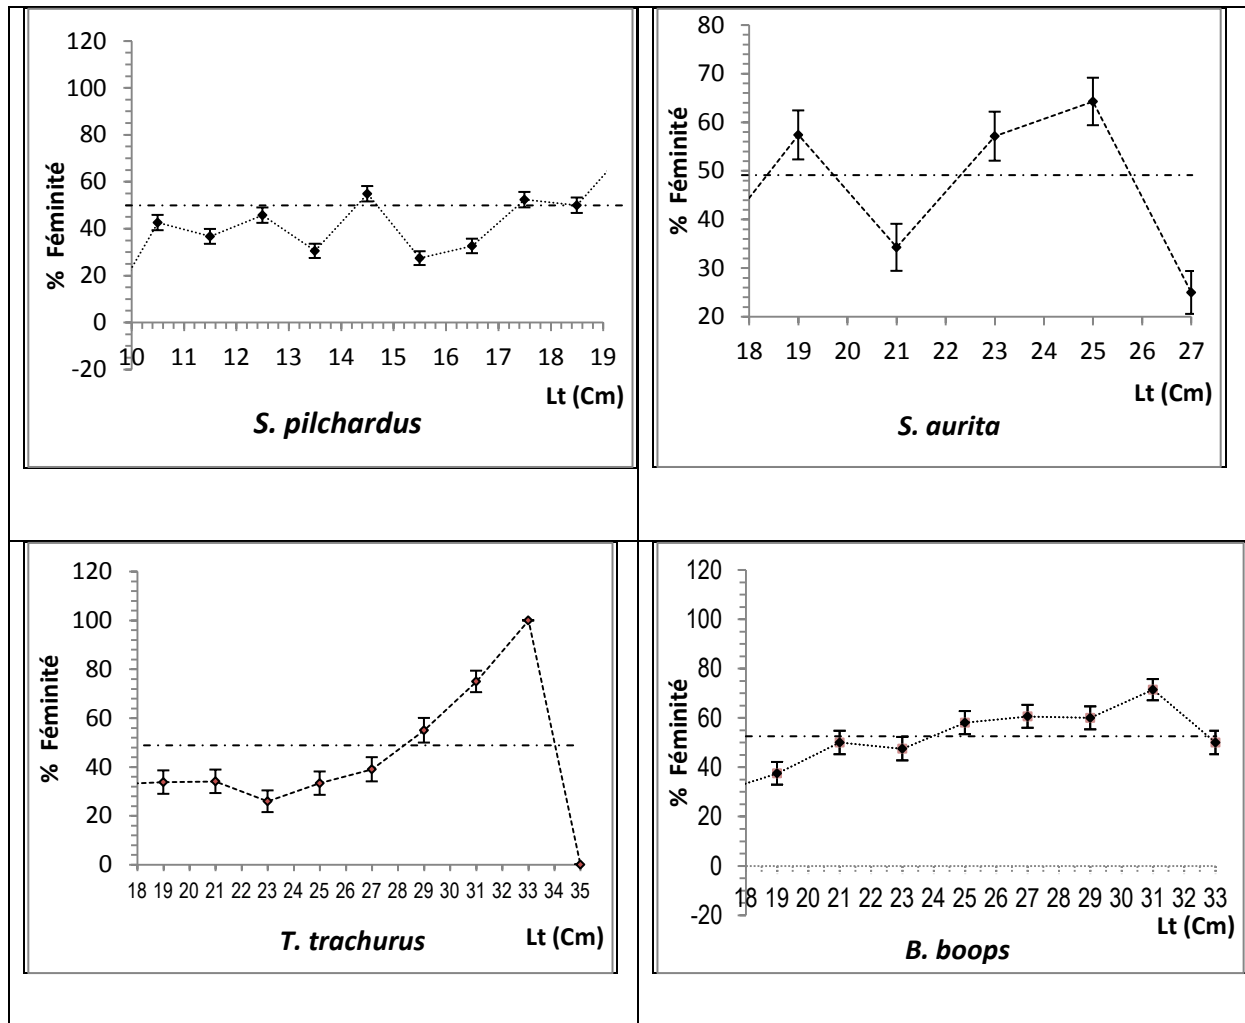 120
100
80
60
40
20
0
-20
% Féminité
10 11 12 13 14 15 16 17 18 19
Lt (Cm)
S. pilchardus
80
70
60
50
40
30
20
% Féminité
18 19 20 21 22 23 24 25 26 27
Lt (Cm)
S. aurita
120
100
80
60
40
20
0
% Féminité
18 19 20 21 22 23 24 25 26 27 28 29 30 31 32 33 34 35
T. trachurus Lt (Cm)
120
100
80
60
40
20
0
-20
% Féminité
18 19 20 21 22 23 24 25 26 27 28 29 30 31 32 33
Lt (Cm)
B. boops